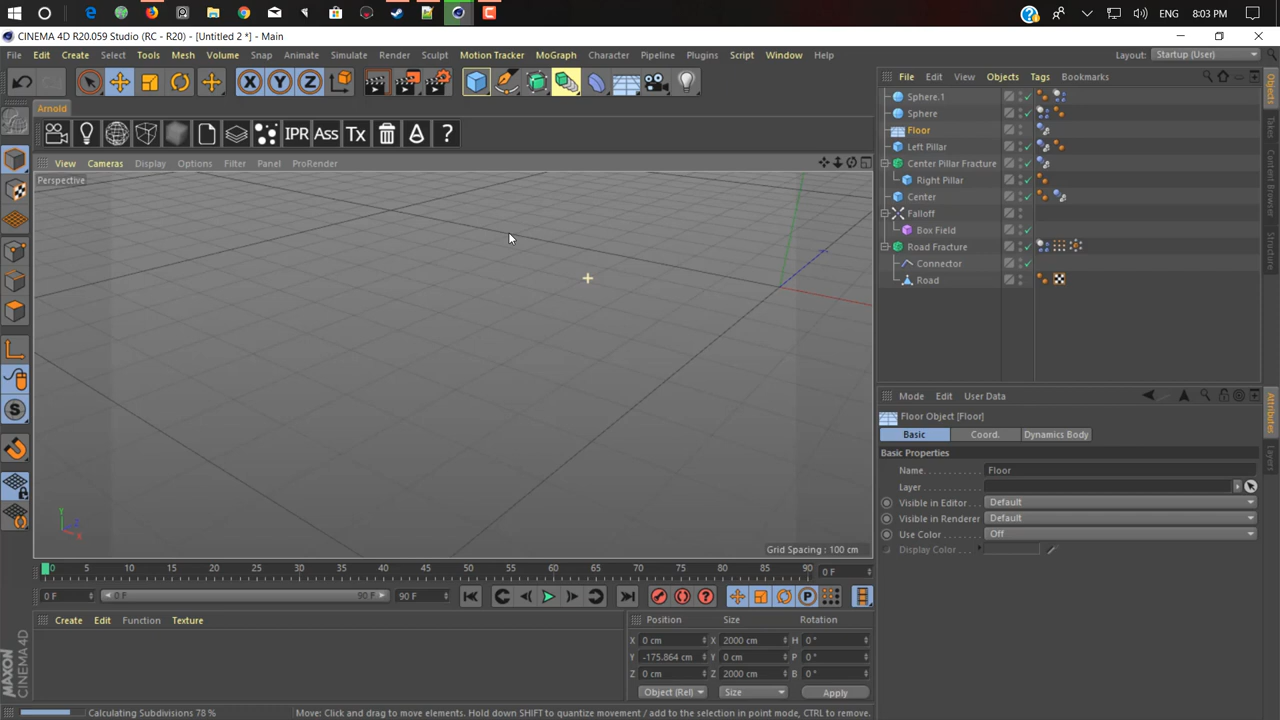 ENG 8:03 PM
CINEMA 4D R20.059 Studio (RC - R20) - [Untitled 2 *] - Main
File Edit Create Select Tools Mesh Volume Snap Animate Simulate Render Sculpt Motion Tracker MoGraph Character Pipeline Plugins Script Window Help Layout: Startup (User)
File Edit View Objects Tags Bookmarks
X Y Z
Arnold
IPR Ass Tx ?
View Cameras Display Options Filter Panel ProRender
Perspective
Sphere.1
Sphere
Floor
Left Pillar
Center Pillar Fracture
Right Pillar
Center
Falloff
Box Field
Road Fracture
Connector
Road
Objects
Takes
Content Browser
Structure
Mode Edit User Data
Floor Object [Floor]
Basic Coord. Dynamics Body
Basic Properties
Name Floor
Layer
Visible in Editor Default
Visible in Renderer Default
Use Color Off
Display Color
Attributes
Layers
Y Z X
Grid Spacing : 100 cm
0 5 10 15 20 25 30 35 40 45 50 55 60 65 70 75 80 85 90 0 F
0 F 0 F 90 F 90 F
Create Edit Function Texture
Position Size Rotation
X 0 cm X 2000 cm H 0 °
Y -175.864 cm Y 0 cm P 0 °
Z 0 cm Z 2000 cm B 0 °
Object (Rel) Size Apply
MAXON CINEMA 4D
Calculating Subdivisions 78 % Move: Click and drag to move elements. Hold down SHIFT to quantize movement / add to the selection in point mode, CTRL to remove.